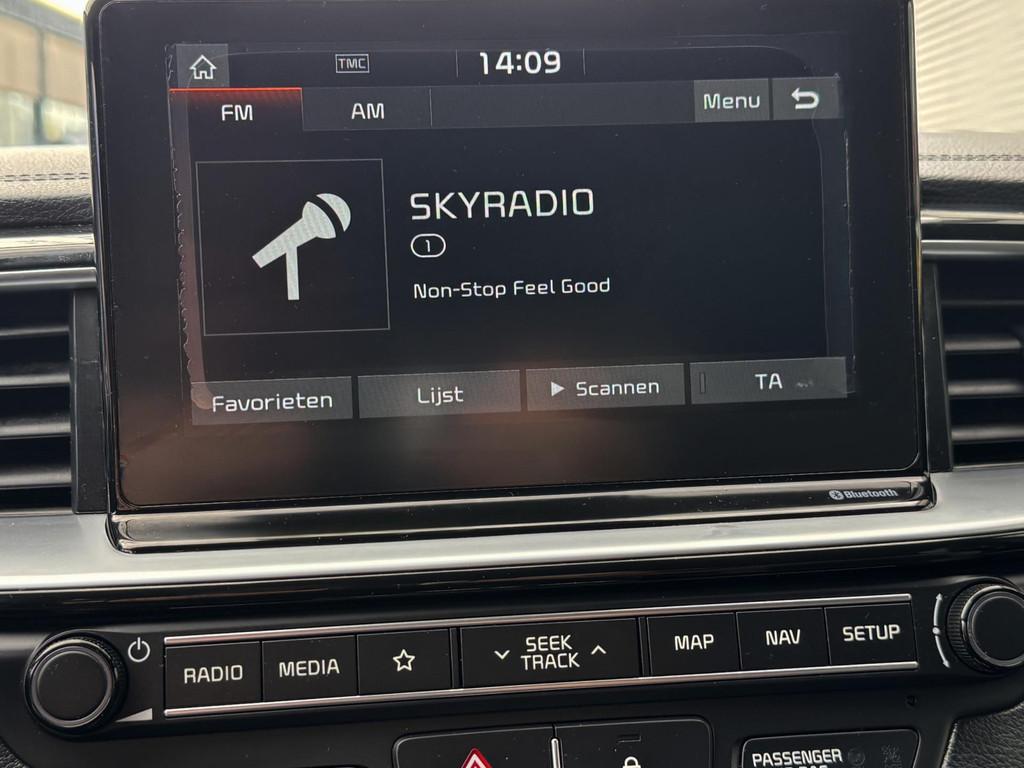 TMC
14:09
FM
AM
Menu
SKYRADIO
1
Non-Stop Feel Good
Favorieten
Lijst
Scannen
TA
Bluetooth
RADIO
MEDIA
SEEK
TRACK
MAP
NAV
SETUP
PASSENGER